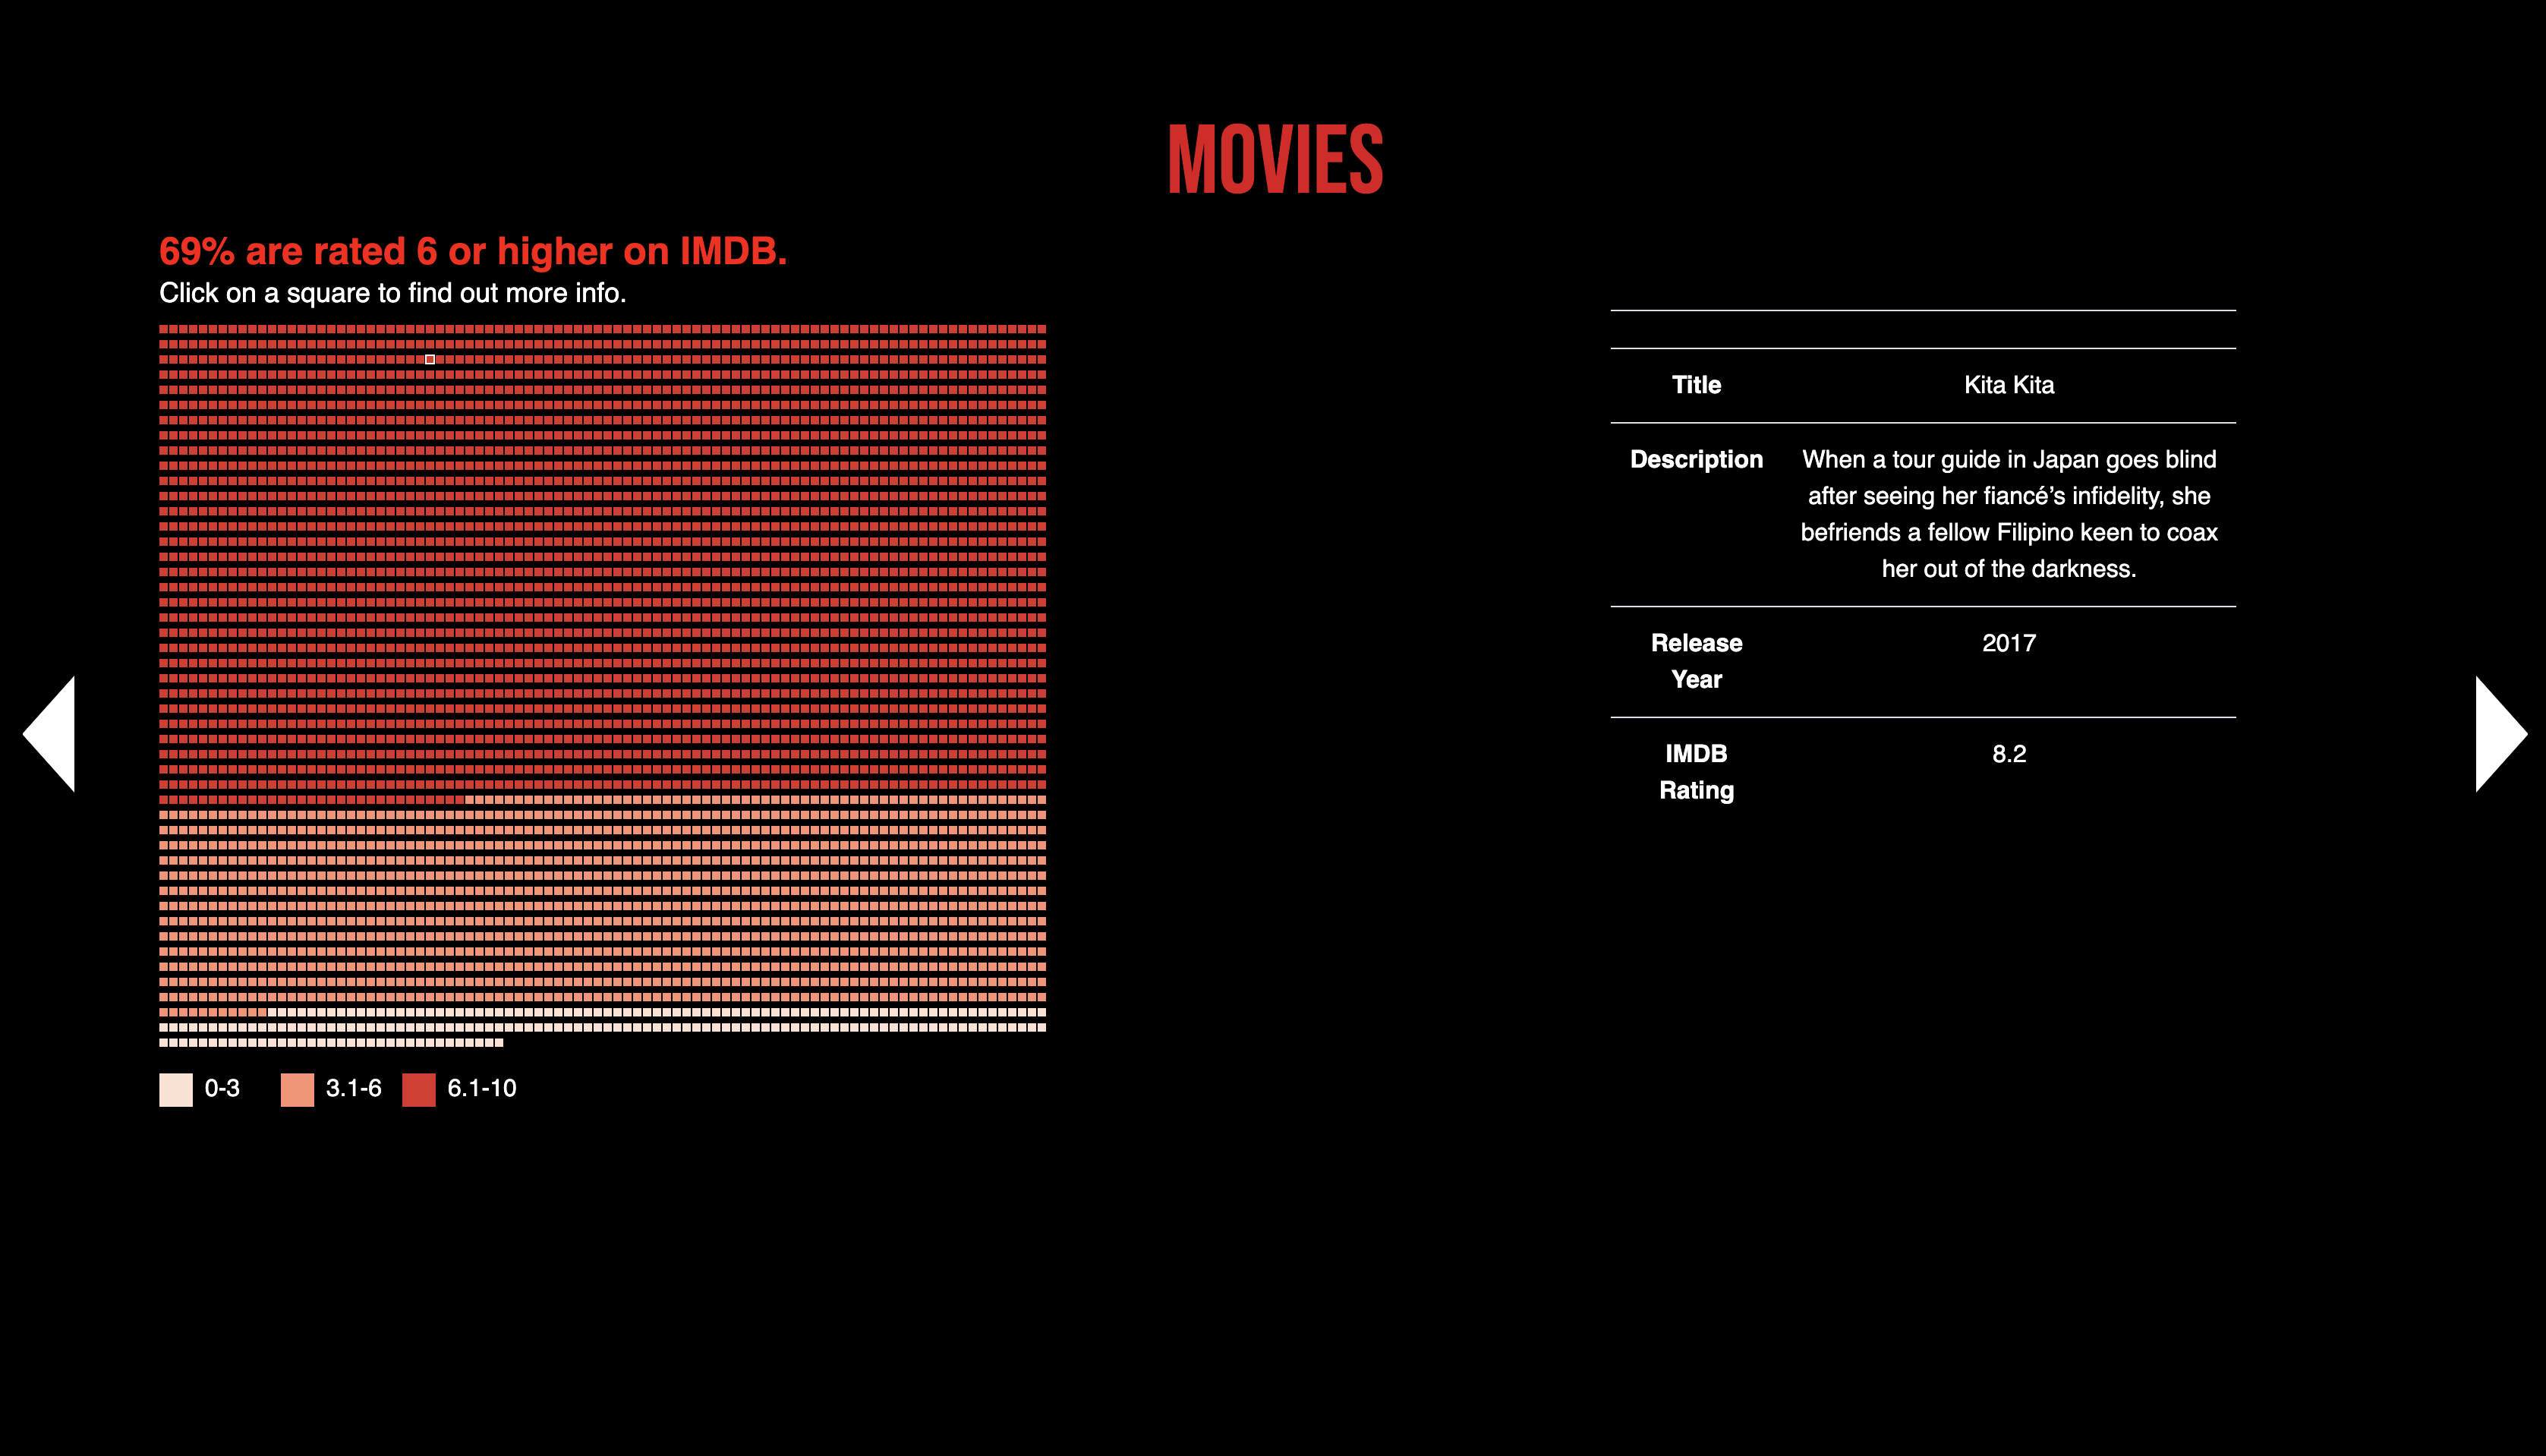 MOVIES
69% are rated 6 or higher on IMDB.
Click on a square to find out more info.
0-3 3.1-6 6.1-10
Title Kita Kita
Description When a tour guide in Japan goes blind
after seeing her fiancé’s infidelity, she
befriends a fellow Filipino keen to coax
her out of the darkness.
Release 2017
Year
IMDB 8.2
Rating